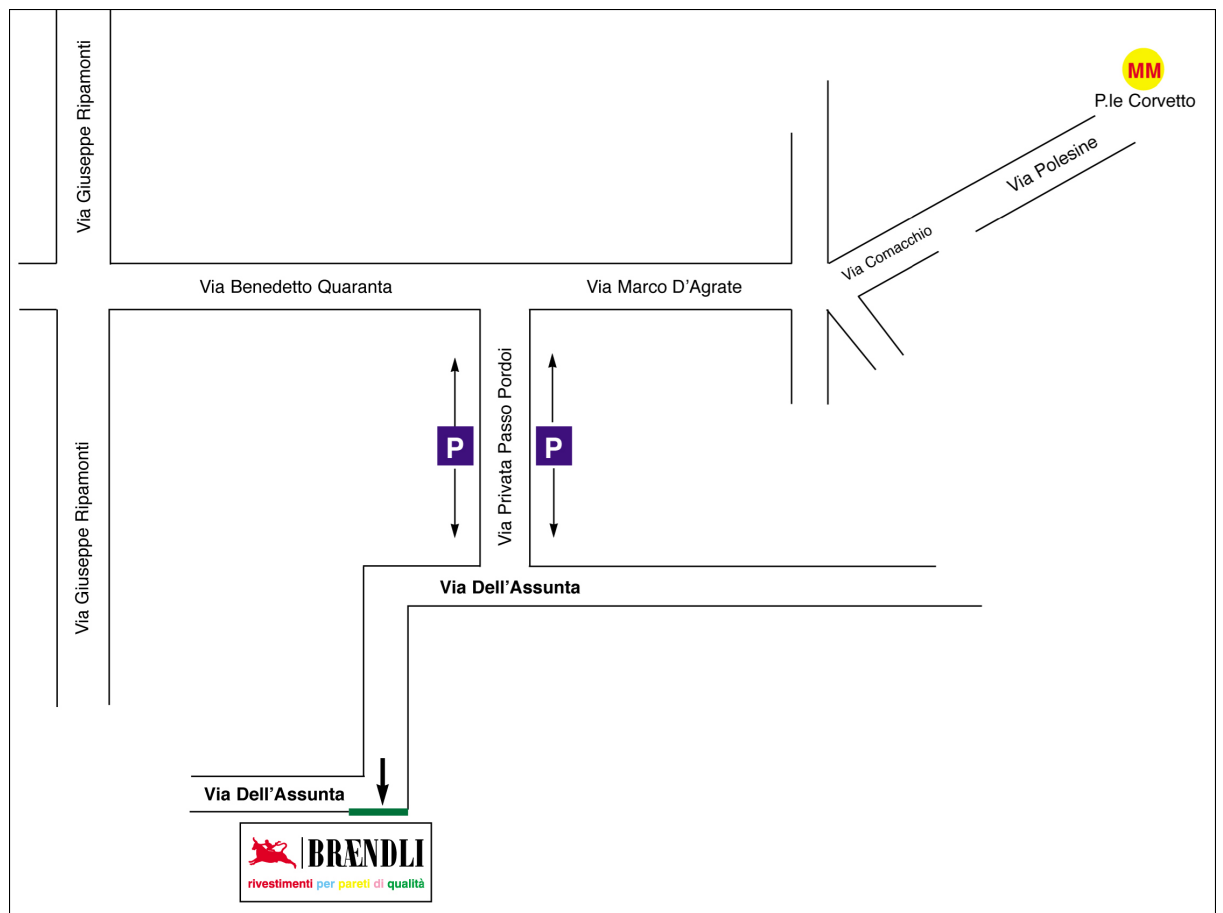 MM
P.le Corvetto
Via Giuseppe Ripamonti
Via Polesine
Via Comacchio
Via Benedetto Quaranta
Via Marco D'Agrate
P
Via Privata Passo Pordoi
P
Via Giuseppe Ripamonti
Via Dell'Assunta
Via Dell'Assunta
BRÆNDLI
rivestimenti per pareti di qualità